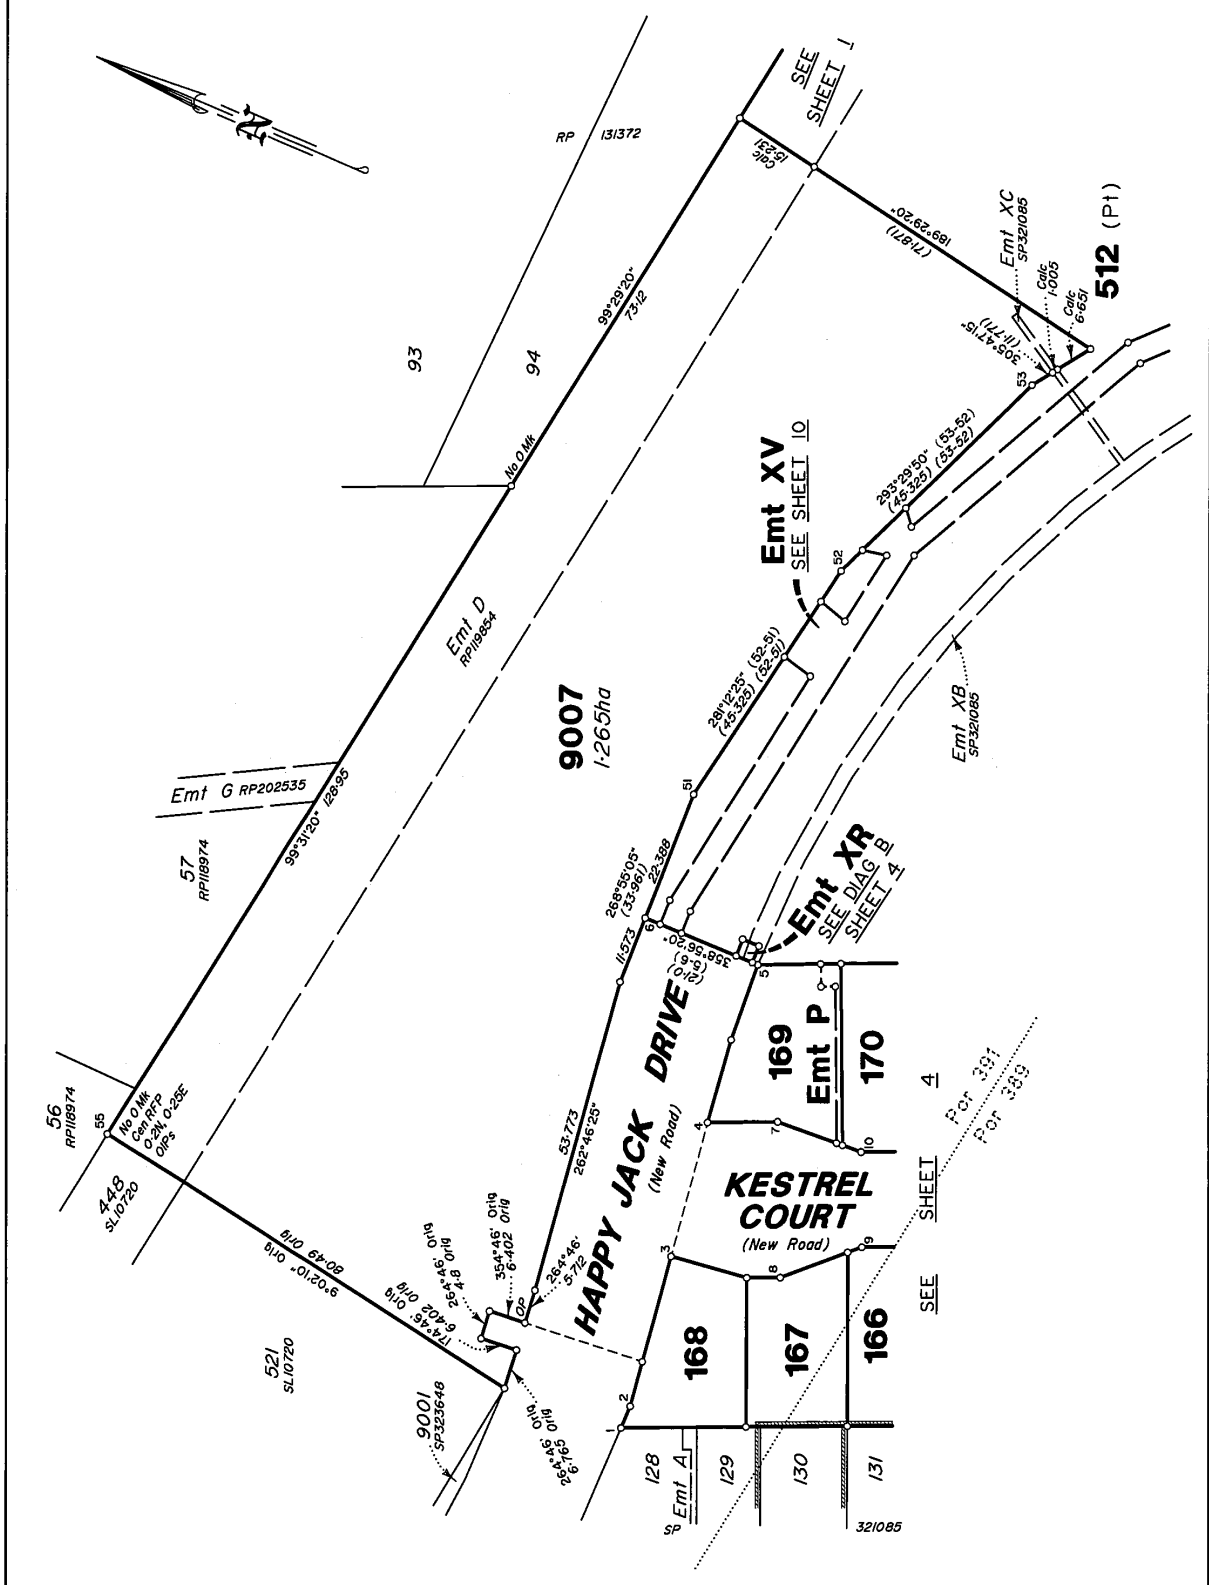 N
SEE
SHEET 1
RP 131372
Calc
15·231
189°29'20"
(71·871)
99°29'20"
73·12
93
94
No O Mk
Emt XC
SP321085
512 (Pt)
Calc
1·005
Calc
6·651
305°47'15"
(11·771)
53
293°29'50" (53-52)
(45·325) (53-52)
Emt XV
SEE SHEET 10
52
Emt D
RP119854
9007
1·265ha
281°12'25" (52-51)
(45·325) (52-51)
Emt XB
SP321085
Emt G RP202535
57
RP118974
99°31'20" 128·95
51
268°55'05"
(33·961)
22·388
11·573
6
358°56'20"
(5-6)
(21·0)
Emt XR
SEE DIAG B
SHEET 4
5
56
RP118974
55
No O Mk
Cen RFP
0·2N, 0·25E
OIPs
448
SL10720
9°02'10" Orig
80·49 Orig
53·773
262°46'25"
HAPPY JACK DRIVE
(New Road)
169
Emt P
170
4
7
10
Por 391
Por 389
KESTREL
COURT
(New Road)
SEE SHEET 4
354°46' Orig
6·402 Orig
264°46' Orig
4·8 Orig
174°46' Orig
6·402 Orig
OP
264°46'
5·712
3
8
9
521
SL10720
9001
SP323648
264°46' Orig
6·765 Orig
168
167
166
2
1
128
Emt A
129
130
131
SP 321085